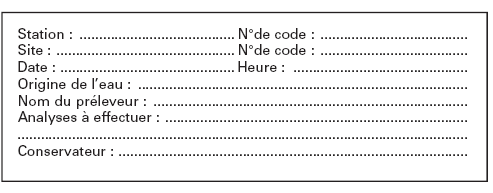 Station : ........................................ N°de code : ......................................
Site : .............................................. N°de code : ......................................
Date : ............................................. Heure : .............................................
Origine de l'eau : .....................................................................................
Nom du préleveur : .................................................................................
Analyses à effectuer : ..............................................................................
....................................................................................................................
Conservateur : .........................................................................................